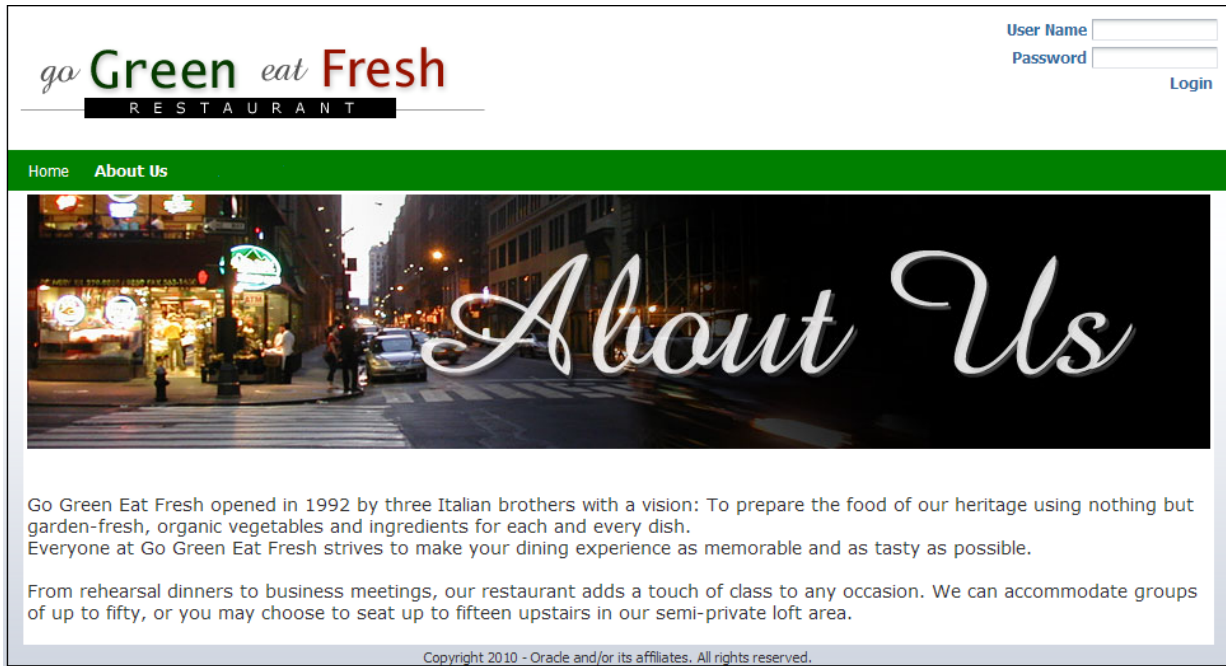 go Green eat Fresh
RESTAURANT
User Name
Password
Login
Home About Us
ATM
About Us
Go Green Eat Fresh opened in 1992 by three Italian brothers with a vision: To prepare the food of our heritage using nothing but
garden-fresh, organic vegetables and ingredients for each and every dish.
Everyone at Go Green Eat Fresh strives to make your dining experience as memorable and as tasty as possible.
From rehearsal dinners to business meetings, our restaurant adds a touch of class to any occasion. We can accommodate groups
of up to fifty, or you may choose to seat up to fifteen upstairs in our semi-private loft area.
Copyright 2010 - Oracle and/or its affiliates. All rights reserved.